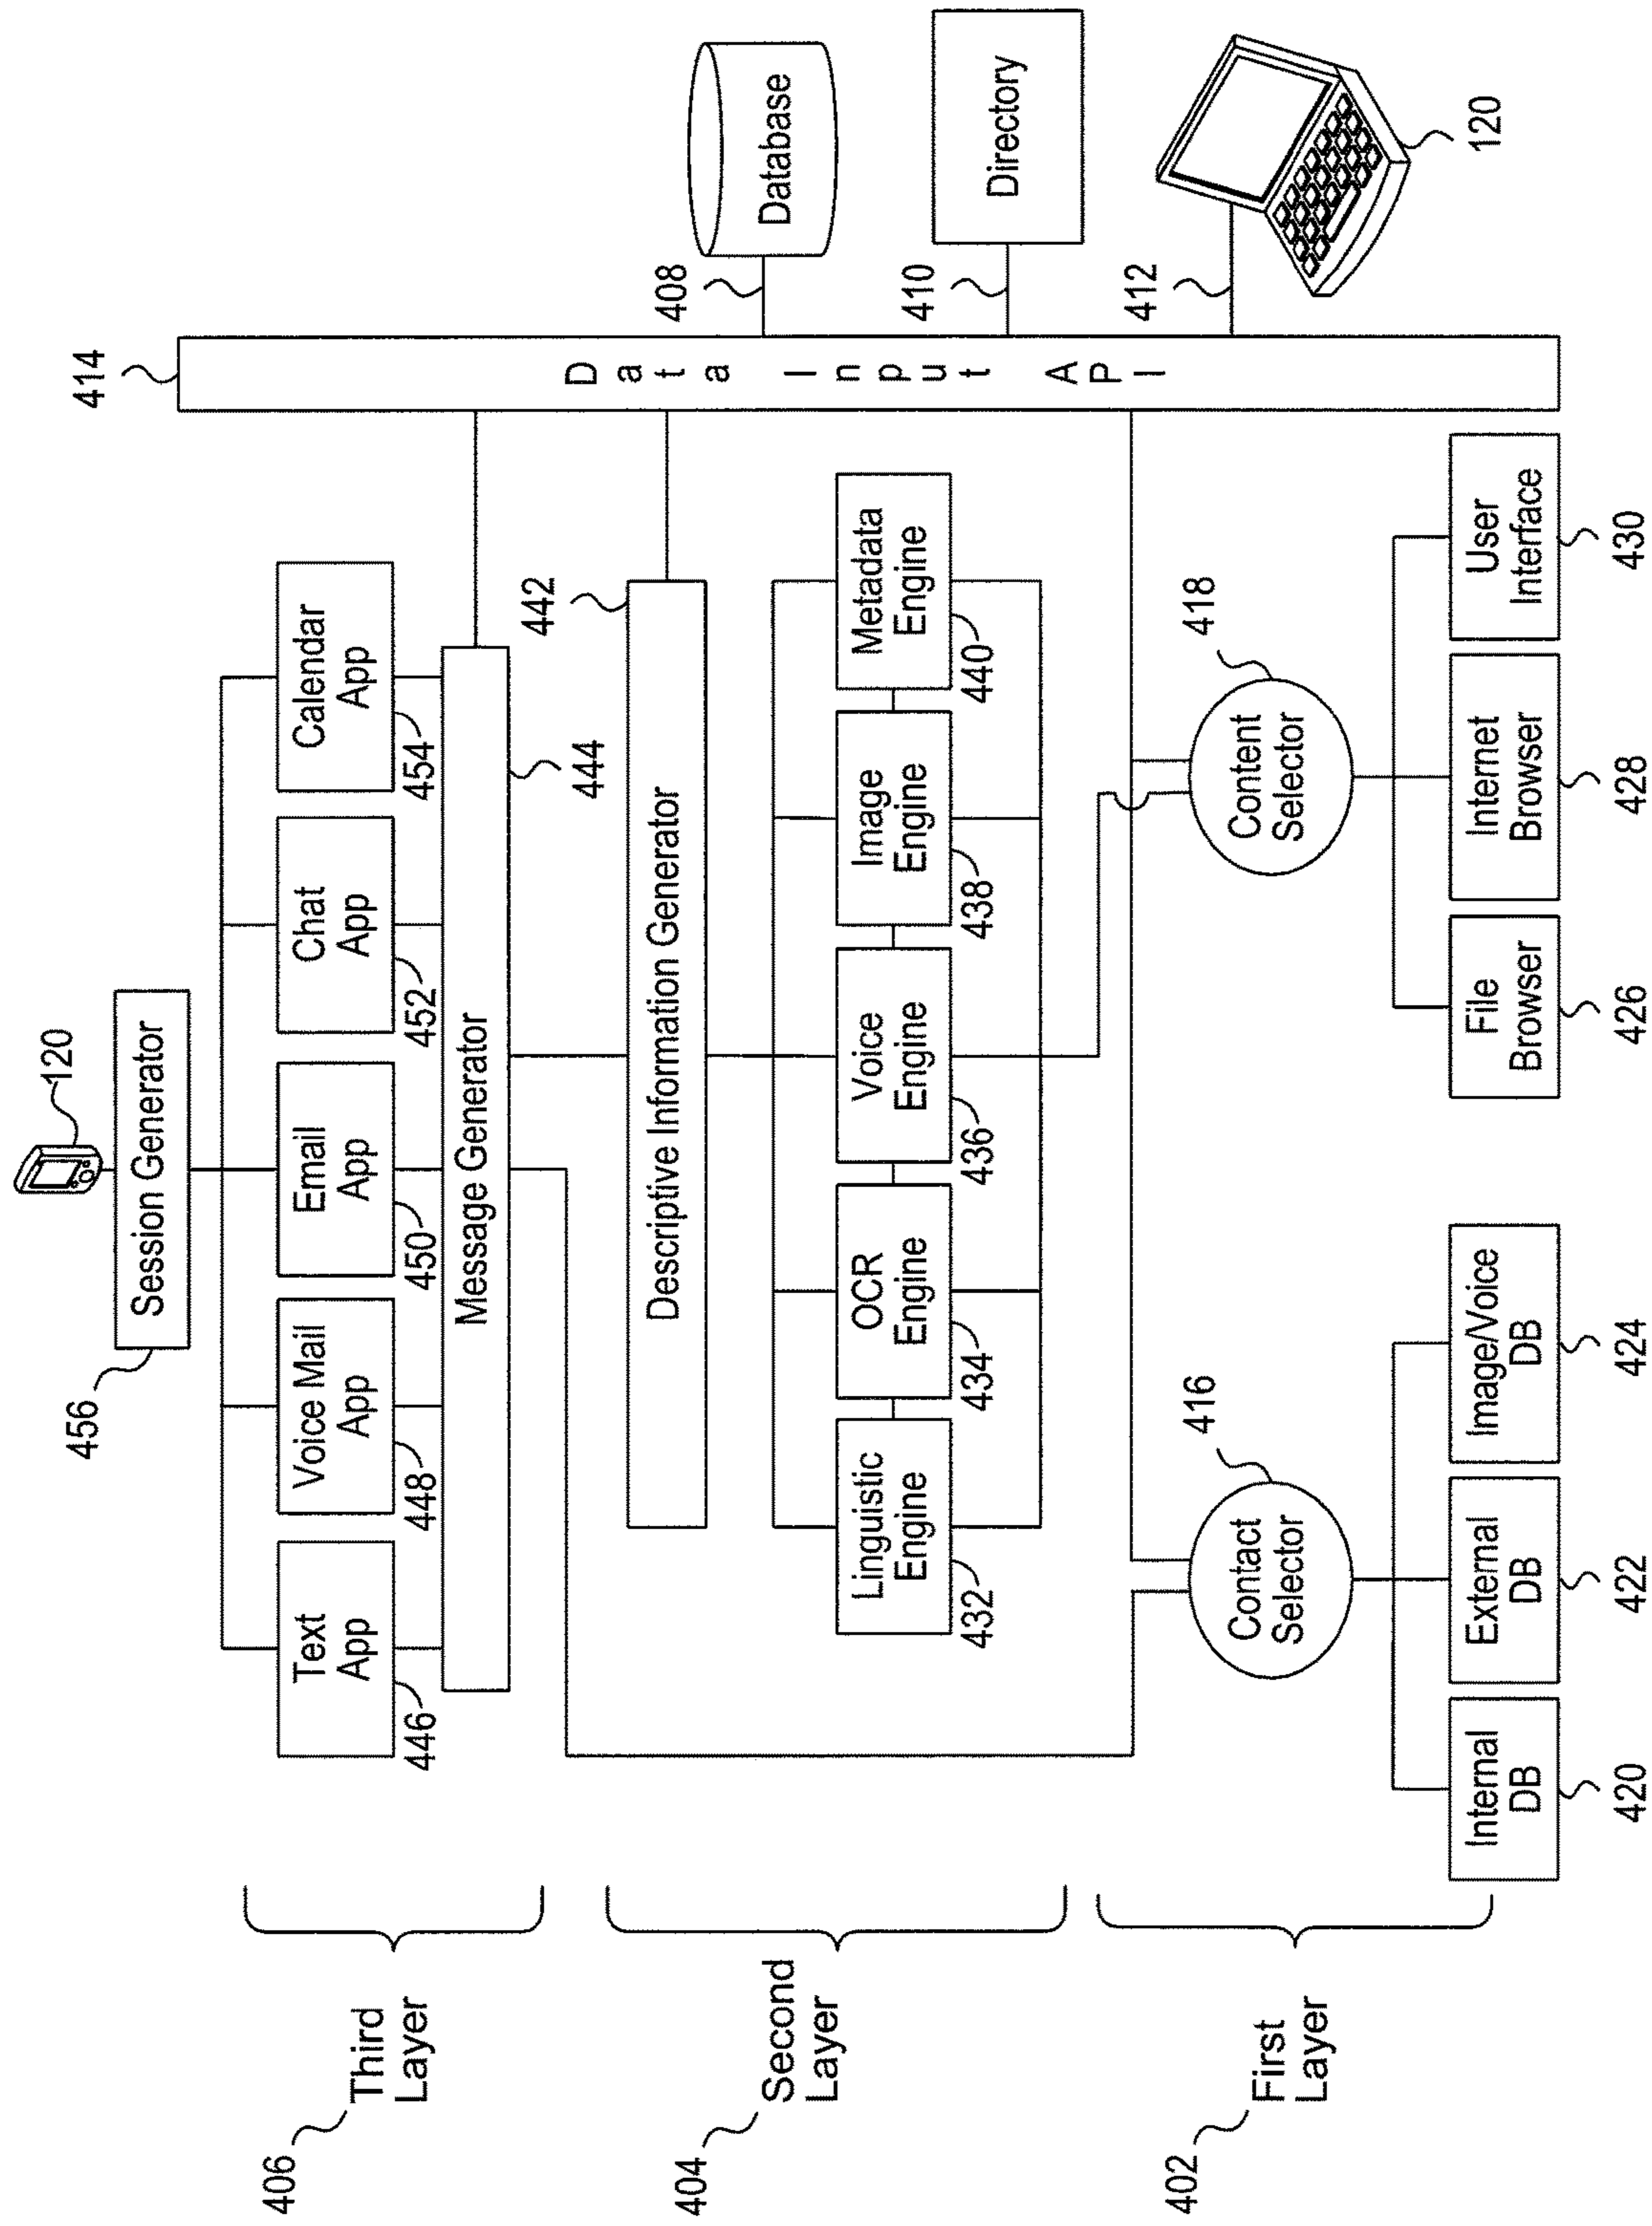 120
456
Session Generator
Text
App
446
Voice Mail
App
448
Email
App
450
Chat
App
452
Calendar
App
454
Message Generator
444
406
Third
Layer
442
Descriptive Information Generator
Linguistic
Engine
432
OCR
Engine
434
Voice
Engine
436
Image
Engine
438
Metadata
Engine
440
404
Second
Layer
416
Contact
Selector
418
Content
Selector
Internal
DB
420
External
DB
422
Image/Voice
DB
424
File
Browser
426
Internet
Browser
428
User
Interface
430
402
First
Layer
414
Data Input API
408
Database
410
Directory
412
120